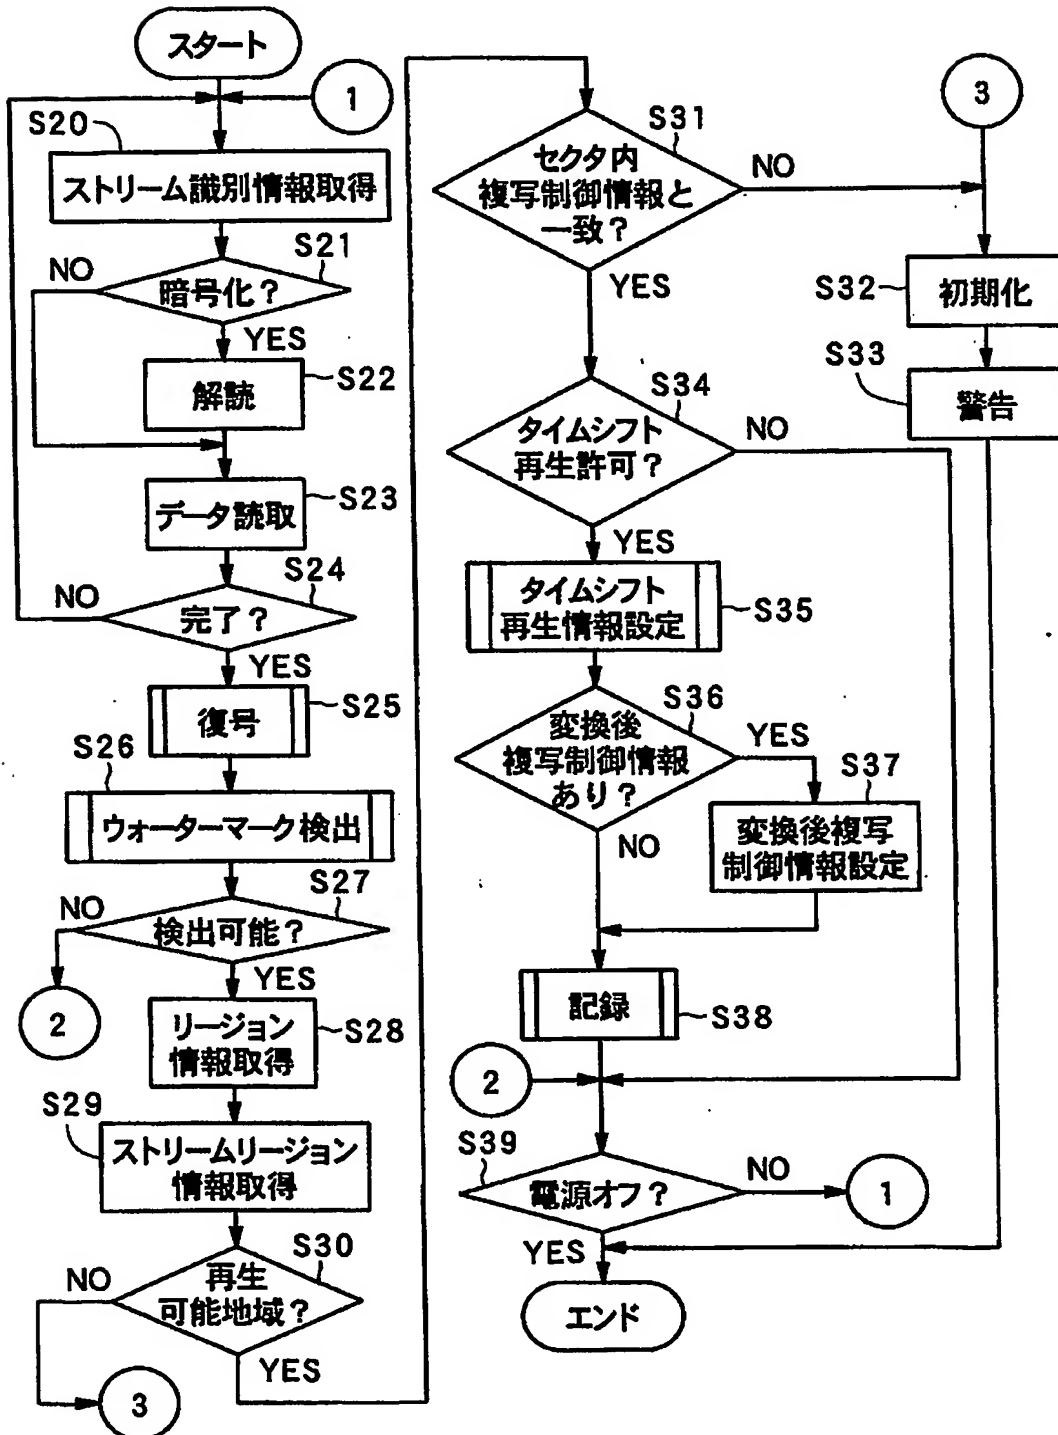 スタート
1
S20
ストリーム識別情報取得
S21
NO
暗号化？
YES
S22
解読
S23
データ読取
S24
NO
完了？
YES
S25
復号
S26
ウォーターマーク検出
S27
NO
検出可能？
YES
2
S28
リージョン
情報取得
S29
ストリームリージョン
情報取得
S30
NO
再生
可能地域？
YES
3
S31
セクタ内
複写制御情報と
一致？
NO
YES
3
S32
初期化
S33
警告
S34
タイムシフト
再生許可？
NO
YES
タイムシフト
再生情報設定
S35
S36
変換後
複写制御情報
あり？
YES
NO
S37
変換後複写
制御情報設定
記録
S38
2
S39
電源オフ？
NO
1
YES
エンド